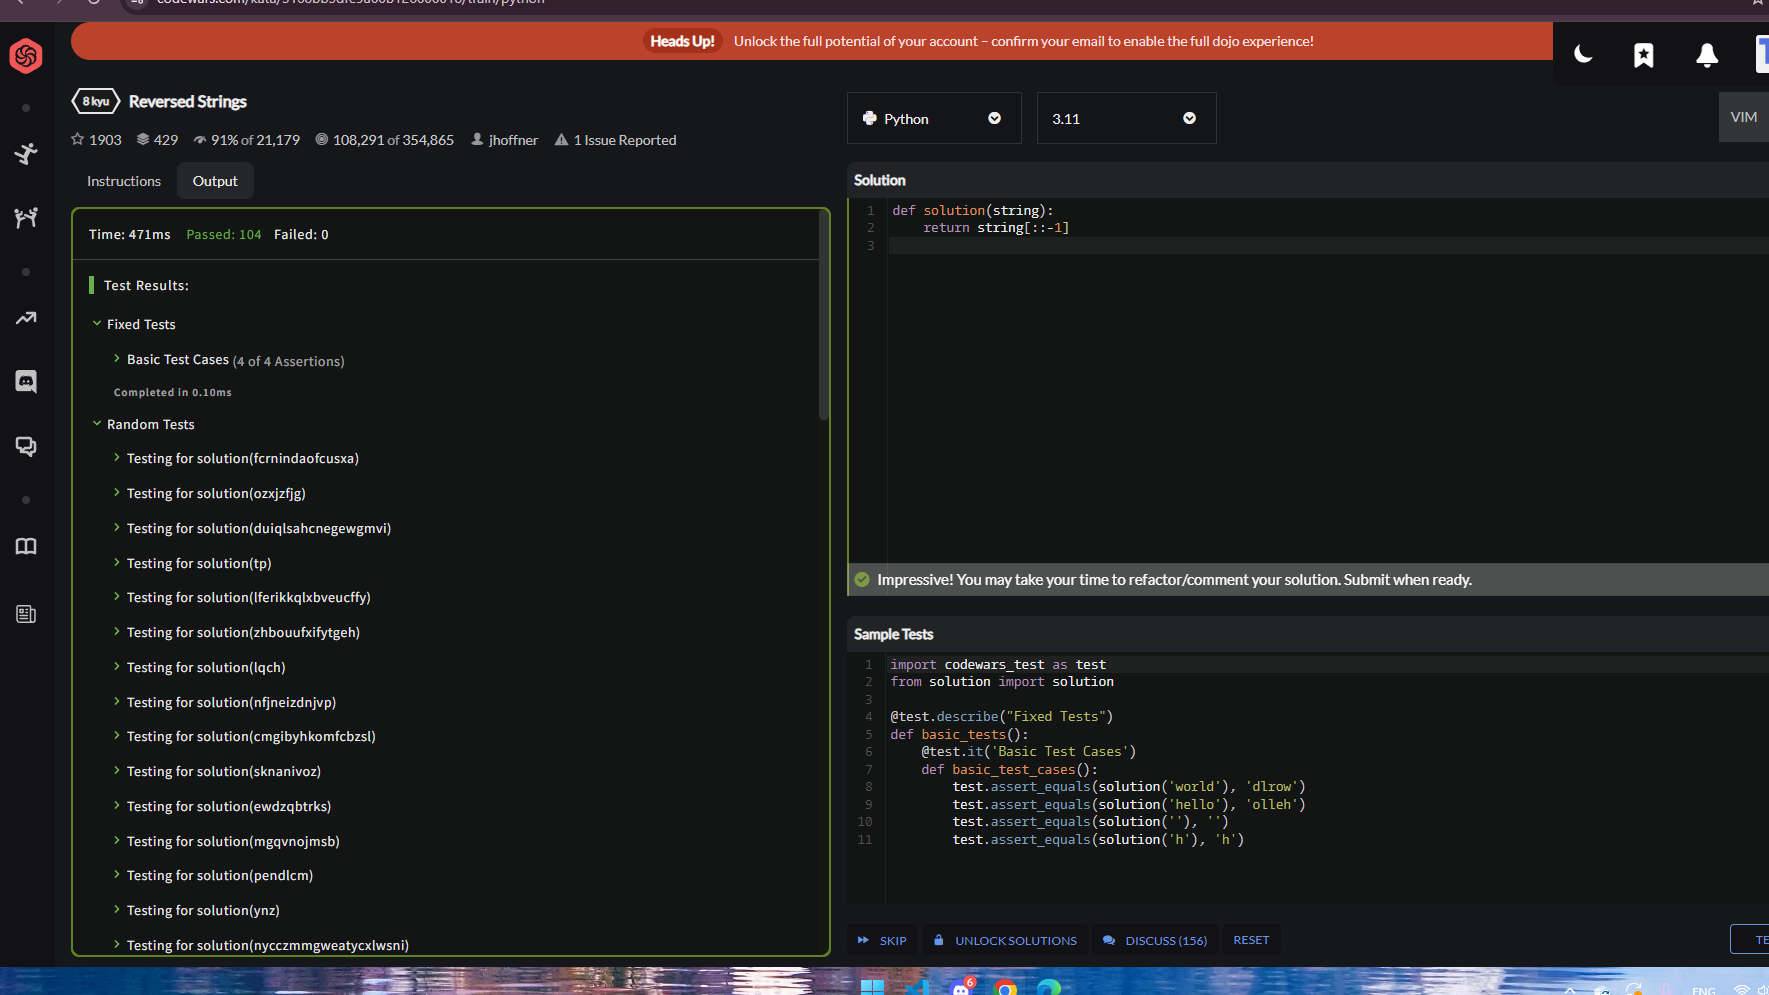 Heads Up! Unlock the full potential of your account – confirm your email to enable the full dojo experience!
8 kyu Reversed Strings
1903 429 91% of 21,179 108,291 of 354,865 jhoffner 1 Issue Reported
Instructions Output
Time: 471ms Passed: 104 Failed: 0
Test Results:
Fixed Tests
Basic Test Cases (4 of 4 Assertions)
Completed in 0.10ms
Random Tests
Testing for solution(fcrnindaofcusxa)
Testing for solution(ozxjzfjg)
Testing for solution(duiqlsahcnegewgmvi)
Testing for solution(tp)
Testing for solution(lferikkqlxbveucffy)
Testing for solution(zhbouufxifytgeh)
Testing for solution(lqch)
Testing for solution(nfjneizdnjvp)
Testing for solution(cmgibyhkomfcbzsl)
Testing for solution(sknanivoz)
Testing for solution(ewdzqbtrks)
Testing for solution(mgqvnojmsb)
Testing for solution(pendlcm)
Testing for solution(ynz)
Testing for solution(nycczmmgweatycxlwsni)
Python 3.11 VIM
Solution
1 def solution(string):
2 return string[::-1]
3
Impressive! You may take your time to refactor/comment your solution. Submit when ready.
Sample Tests
1 import codewars_test as test
2 from solution import solution
3
4 @test.describe("Fixed Tests")
5 def basic_tests():
6 @test.it('Basic Test Cases')
7 def basic_test_cases():
8 test.assert_equals(solution('world'), 'dlrow')
9 test.assert_equals(solution('hello'), 'olleh')
10 test.assert_equals(solution(''), '')
11 test.assert_equals(solution('h'), 'h')
SKIP UNLOCK SOLUTIONS DISCUSS (156) RESET TE
6 ENG